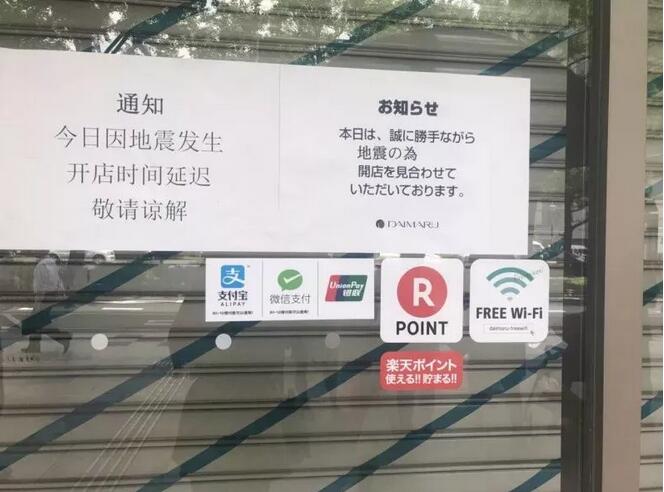 通知
今日因地震发生
开店时间延迟
敬请谅解
お知らせ
本日は、誠に勝手ながら
地震の為
開店を見合わせて
いただいております。
DAIMARU
支付宝
ALIPAY
微信支付
UnionPay
银联
R
POINT
楽天ポイント
使える!!貯まる!!
FREE Wi-Fi
daimaru-freewifi